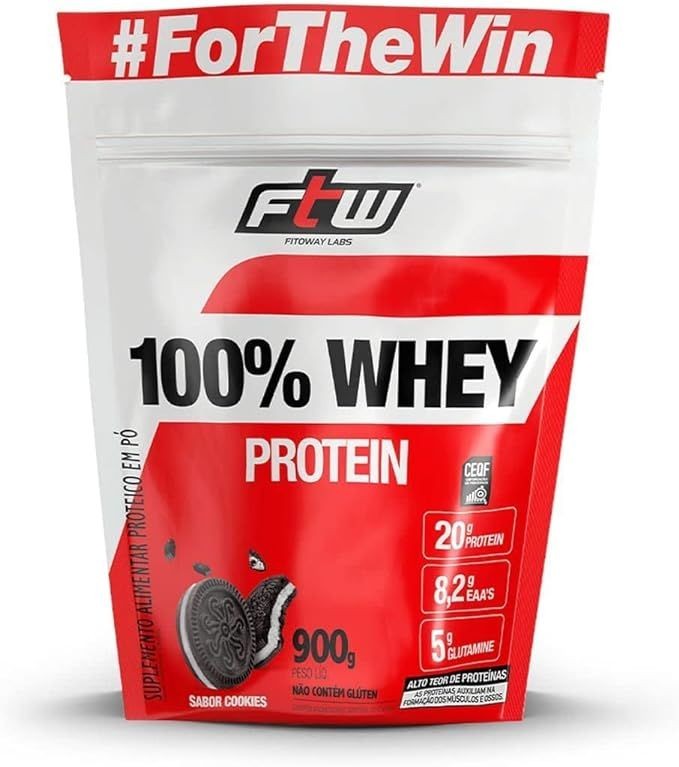 #ForTheWin
FTW®
FITOWAY LABS
100% WHEY
PROTEIN
SUPLEMENTO ALIMENTAR PROTEICO EM PÓ
CEQF
20g PROTEIN
8,2g EAA'S
5g GLUTAMINE
900g
PESO LÍQ
NÃO CONTÉM GLÚTEN
SABOR COOKIES
ALTO TEOR DE PROTEÍNAS
AS PROTEÍNAS AUXILIAM NA
FORMAÇÃO DOS MÚSCULOS E OSSOS.